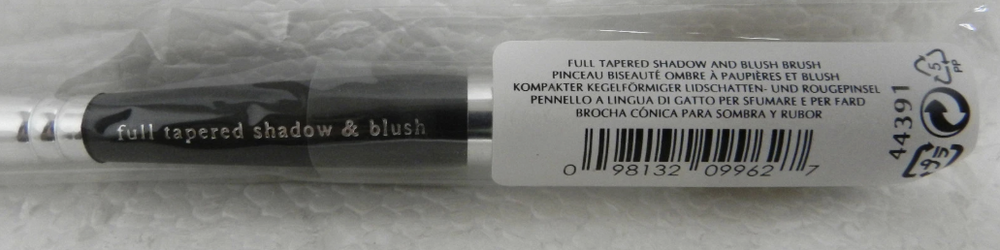 full tapered shadow & blush
FULL TAPERED SHADOW AND BLUSH BRUSH
PINCEAU BISEAUTÉ OMBRE À PAUPIÈRES ET BLUSH
KOMPAKTER KEGELFÖRMIGER LIDSCHATTEN- UND ROUGEPINSEL
PENNELLO A LINGUA DI GATTO PER SFUMARE E PER FARD
BROCHA CÓNICA PARA SOMBRA Y RUBOR
0 98132 09962 7
44391
5
PP